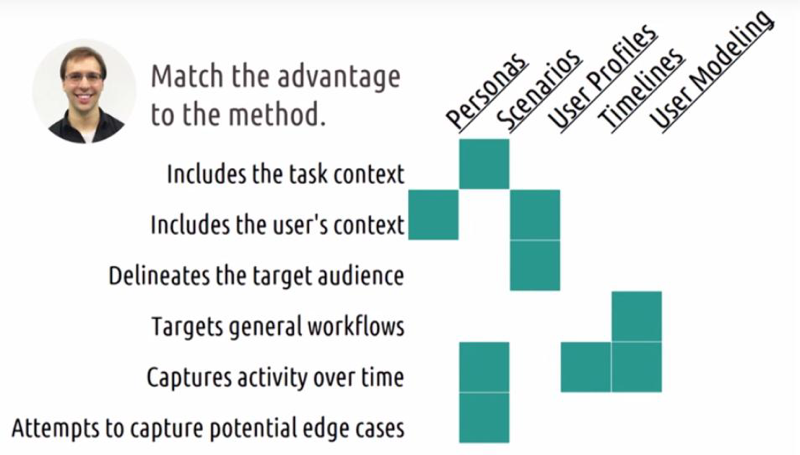 Match the advantage
to the method.
Personas
Scenarios
User Profiles
Timelines
User Modeling
Includes the task context
Includes the user's context
Delineates the target audience
Targets general workflows
Captures activity over time
Attempts to capture potential edge cases